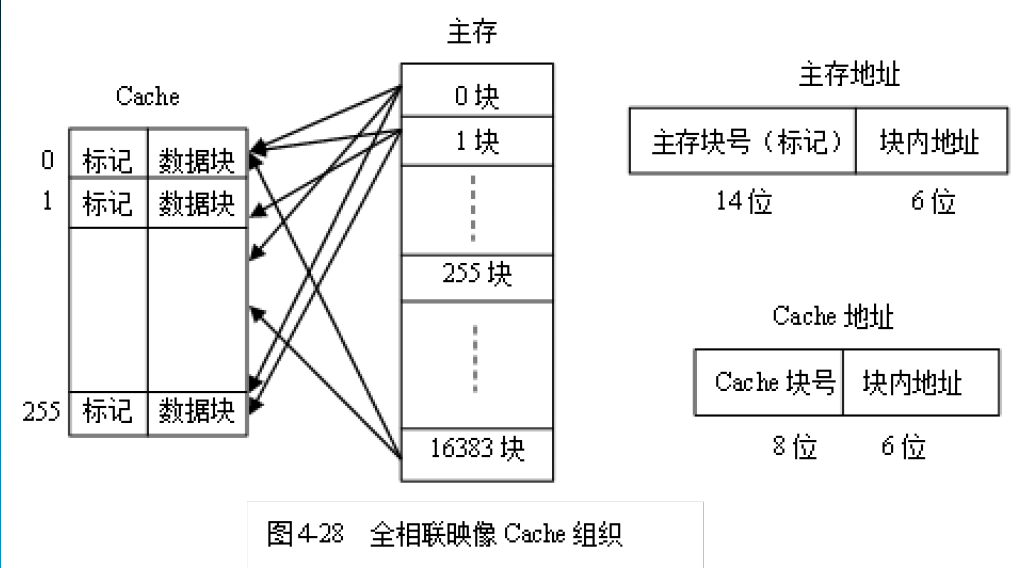 主存
Cache
0 标记 数据块
1 标记 数据块
255 标记 数据块
0 块
1 块
255 块
16383 块
主存地址
主存块号（标记） 块内地址
14 位 6 位
Cache 地址
Cache 块号 块内地址
8 位 6 位
图 4-28 全相联映像 Cache 组织